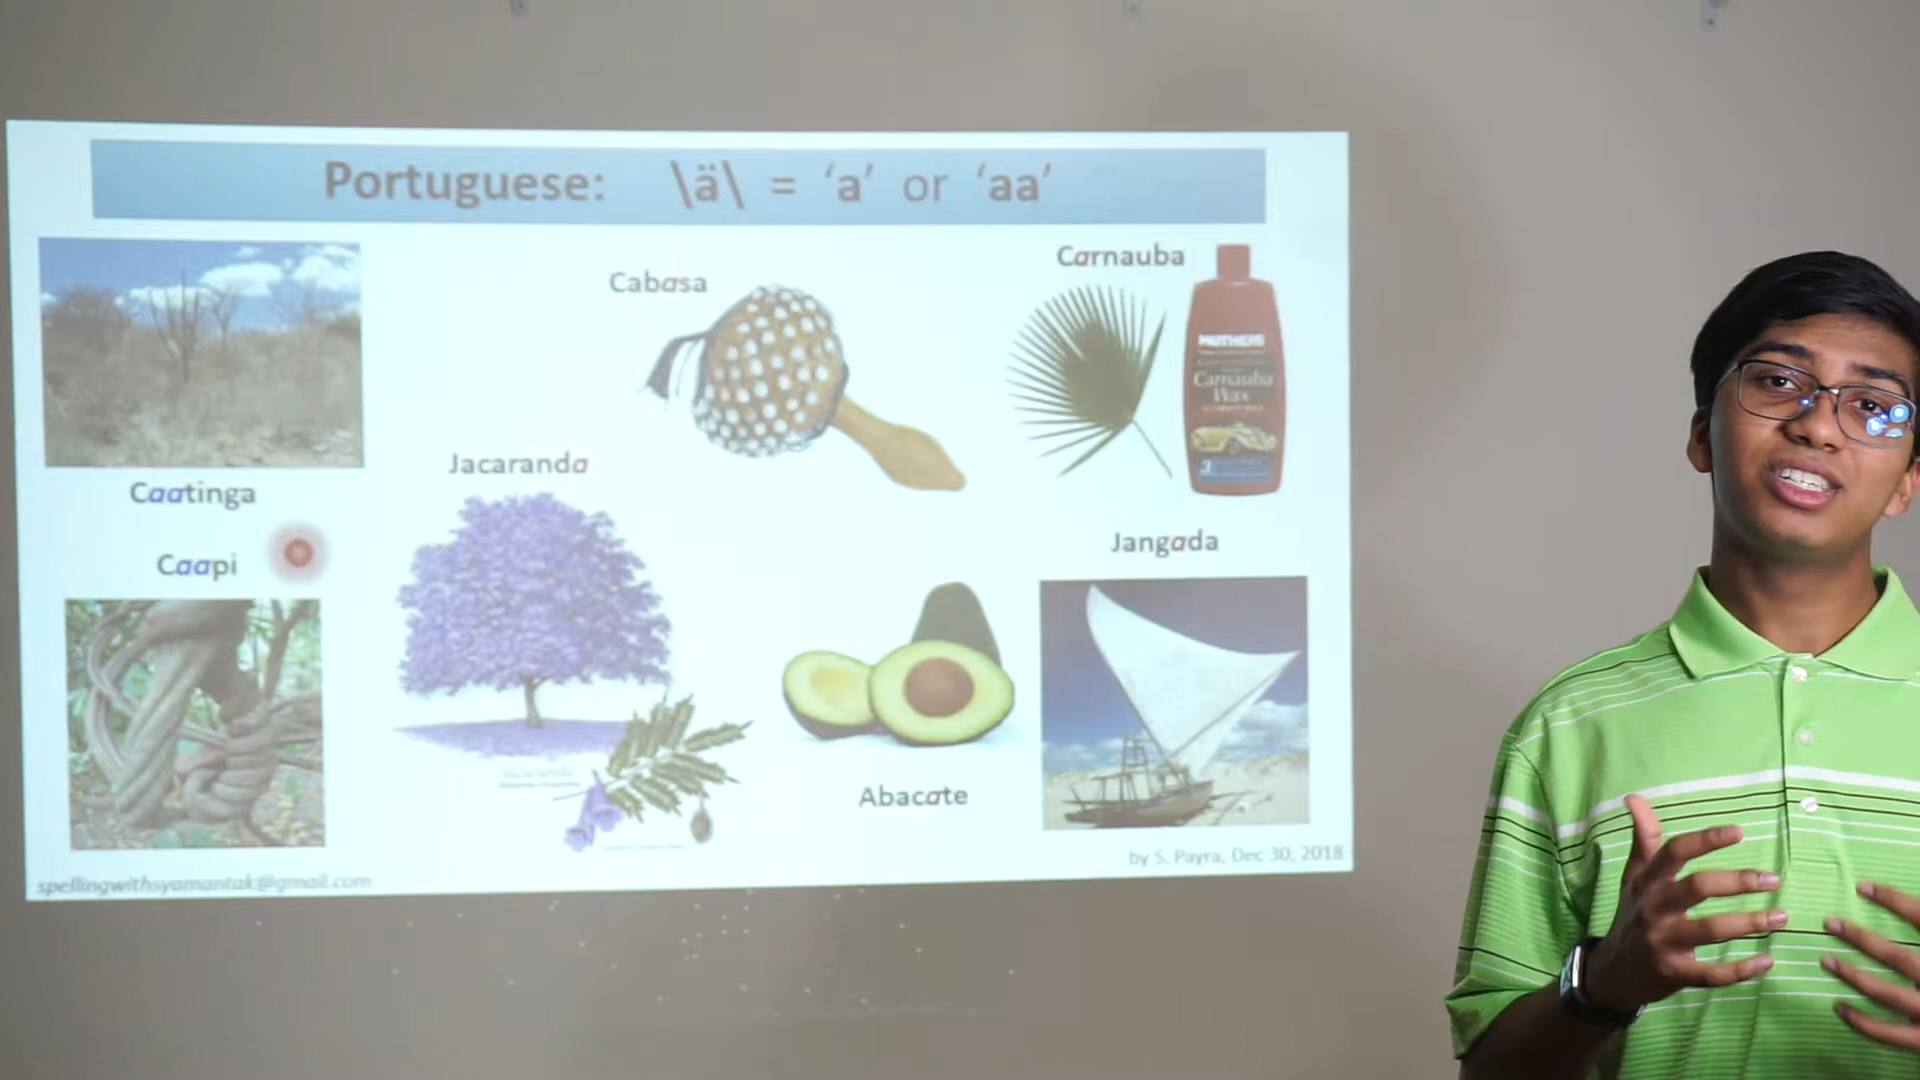 Portuguese: \ä\ = ‘a’ or ‘aa’
Cabasa
Carnauba
MOTHERS
Carnauba
Wax
3
Jacaranda
Caatinga
Caapi
Jangada
Abacate
by S. Payra, Dec 30, 2018
spellingwithsyamantak@gmail.com